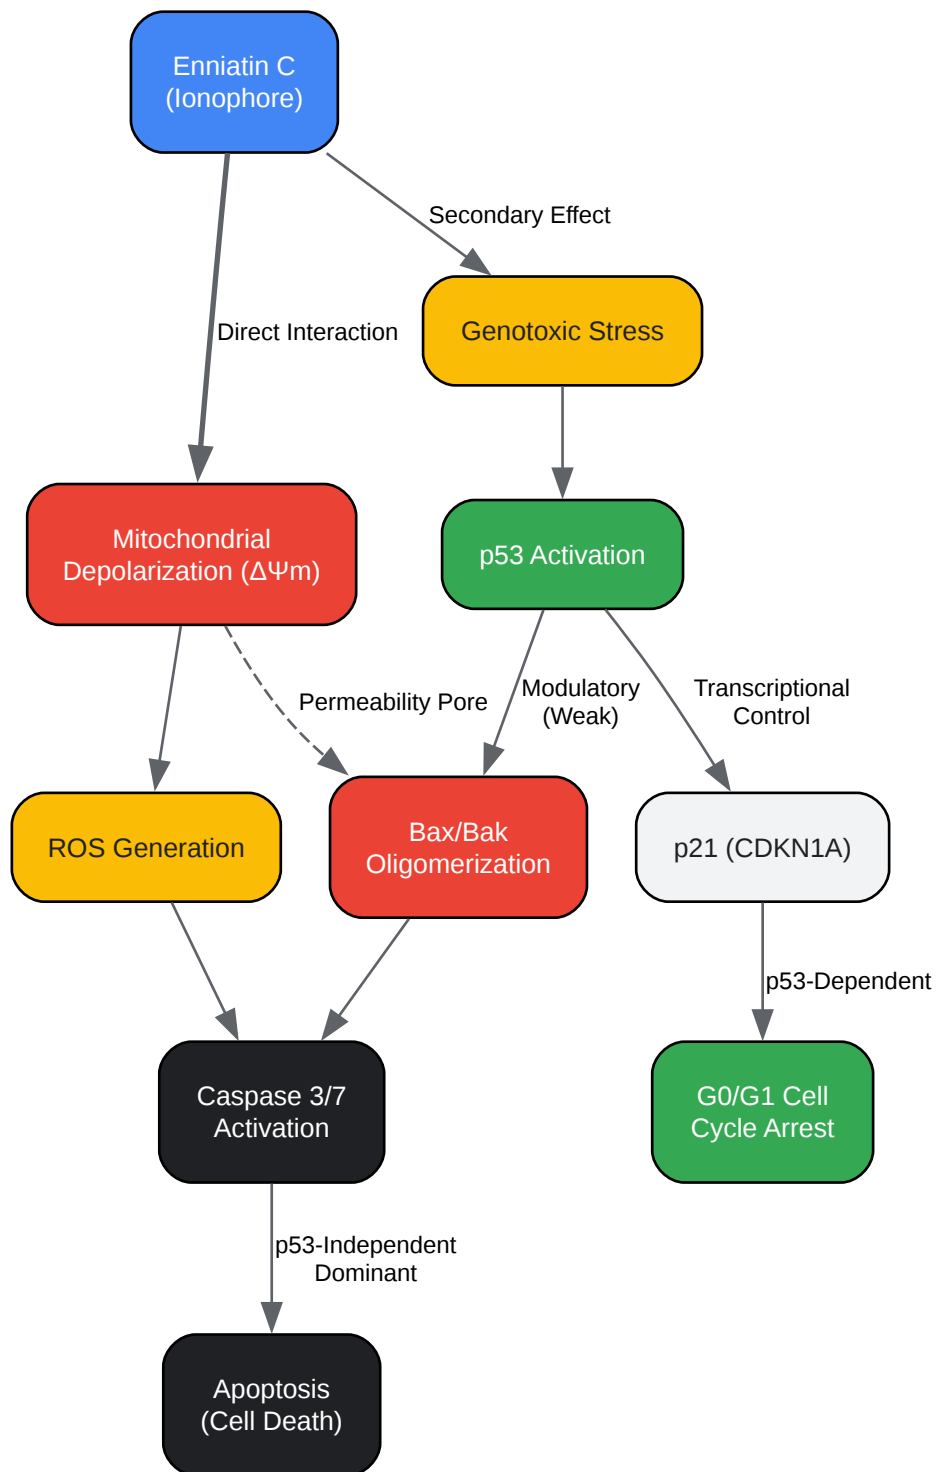 Enniatin C
(Ionophore)
Secondary Effect
Direct Interaction
Genotoxic Stress
Mitochondrial
Depolarization (ΔΨm)
p53 Activation
Permeability Pore
Modulatory
(Weak)
Transcriptional
Control
ROS Generation
Bax/Bak
Oligomerization
p21 (CDKN1A)
p53-Dependent
Caspase 3/7
Activation
G0/G1 Cell
Cycle Arrest
p53-Independent
Dominant
Apoptosis
(Cell Death)